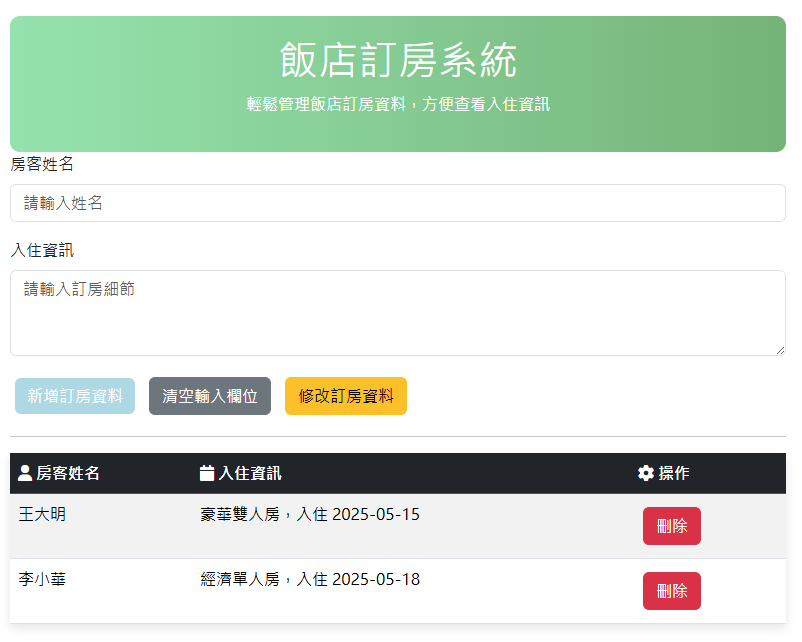 飯店訂房系統
輕鬆管理飯店訂房資料，方便查看入住資訊
房客姓名
請輸入姓名
入住資訊
請輸入訂房細節
新增訂房資料 清空輸入欄位 修改訂房資料
房客姓名 入住資訊 操作
王大明 豪華雙人房，入住 2025-05-15 刪除
李小華 經濟單人房，入住 2025-05-18 刪除